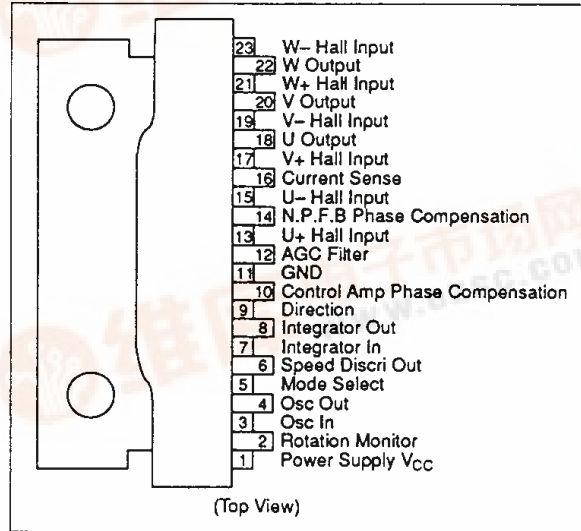 23 W– Hall Input
22 W Output
21 W+ Hall Input
20 V Output
19 V– Hall Input
18 U Output
17 V+ Hall Input
16 Current Sense
15 U– Hall Input
14 N.P.F.B Phase Compensation
13 U+ Hall Input
12 AGC Filter
11 GND
10 Control Amp Phase Compensation
9 Direction
8 Integrator Out
7 Integrator In
6 Speed Discri Out
5 Mode Select
4 Osc Out
3 Osc In
2 Rotation Monitor
1 Power Supply VCC
(Top View)